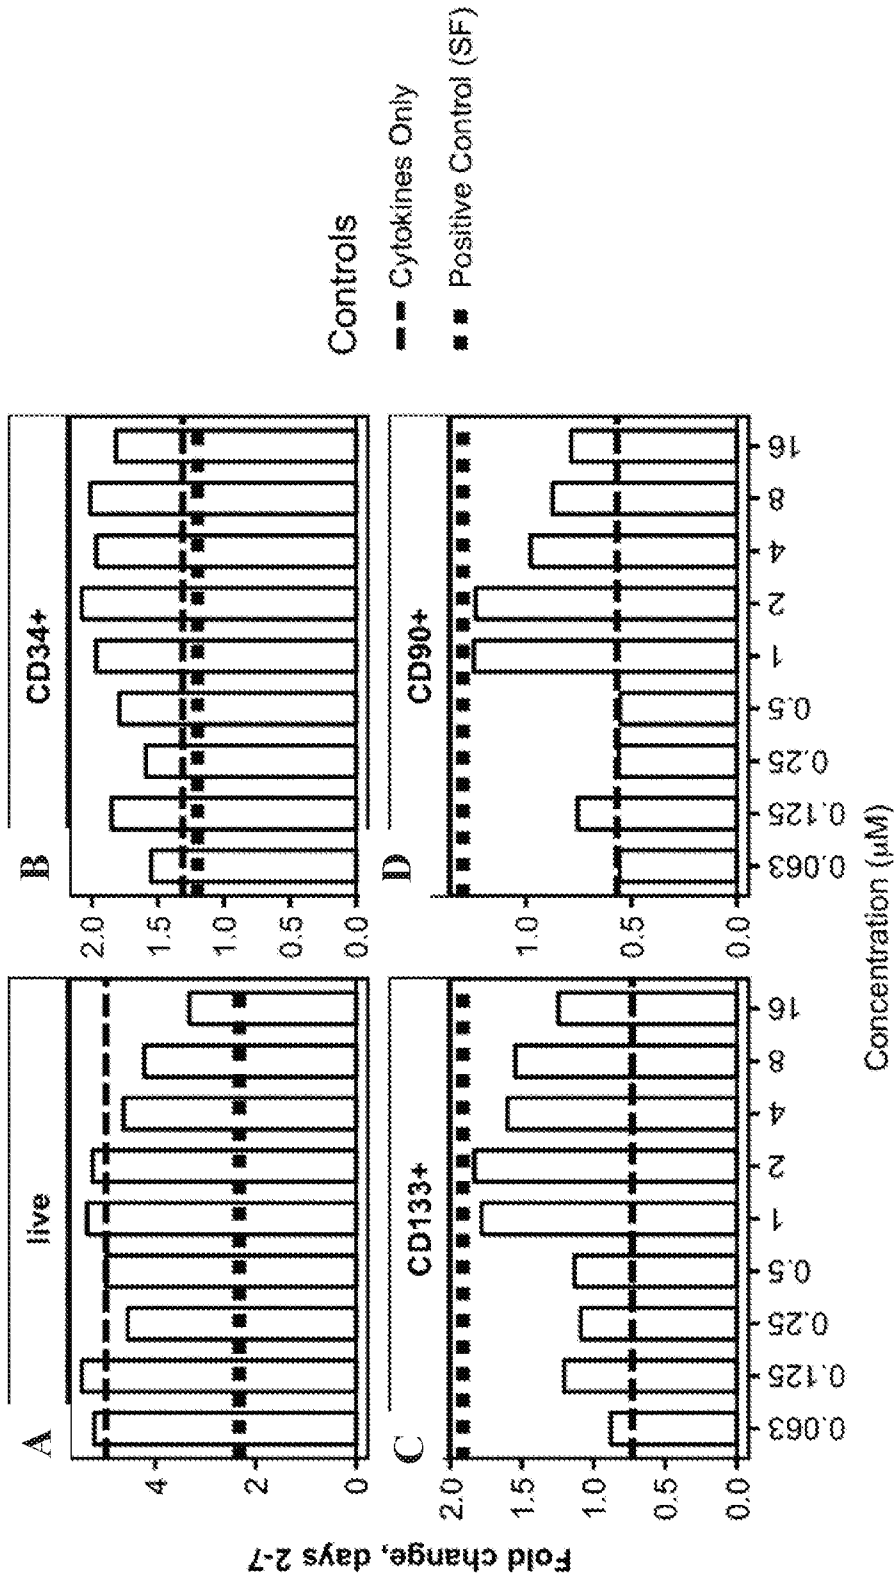 A
live
B
CD34+
4
2
0
2.0
1.5
1.0
0.5
0.0
C
CD133+
D
CD90+
2.0
1.5
1.0
0.5
0.0
1.0
0.5
0.0
0.063 0.125 0.25 0.5 1 2 4 8 16
0.063 0.125 0.25 0.5 1 2 4 8 16
Fold change, days 2-7
Concentration (µM)
Controls
Cytokines Only
Positive Control (SF)